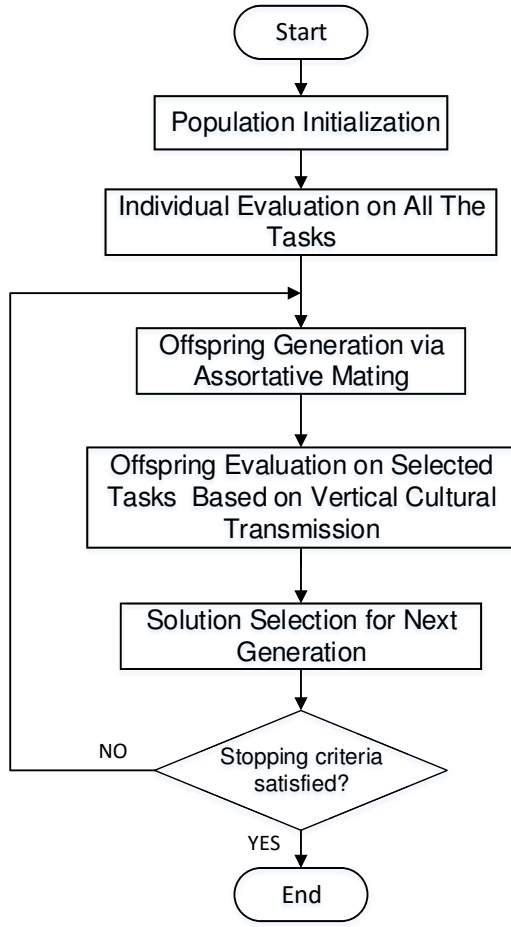 Start
Population Initialization
Individual Evaluation on All The
Tasks
Offspring Generation via
Assortative Mating
Offspring Evaluation on Selected
Tasks Based on Vertical Cultural
Transmission
Solution Selection for Next
Generation
Stopping criteria
satisfied?
NO
YES
End